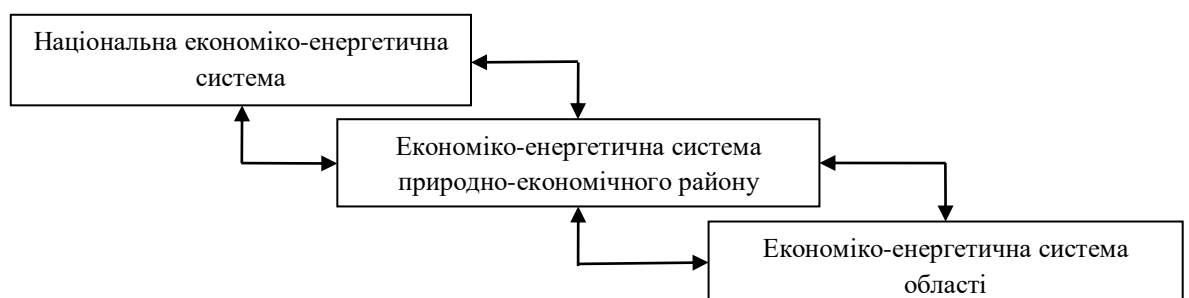 Національна економіко-енергетична
система
Економіко-енергетична система
природно-економічного району
Економіко-енергетична система
області